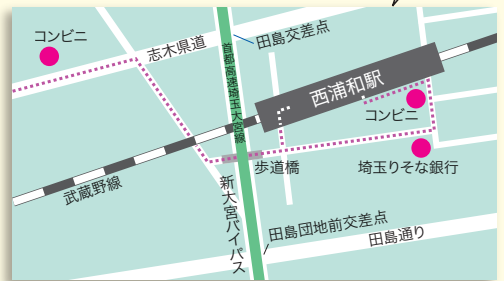 コンビニ
志木県道
田島交差点
首都高速埼玉大宮線
西浦和駅
コンビニ
歩道橋
埼玉りそな銀行
武蔵野線
新大宮バイパス
田島団地前交差点
田島通り